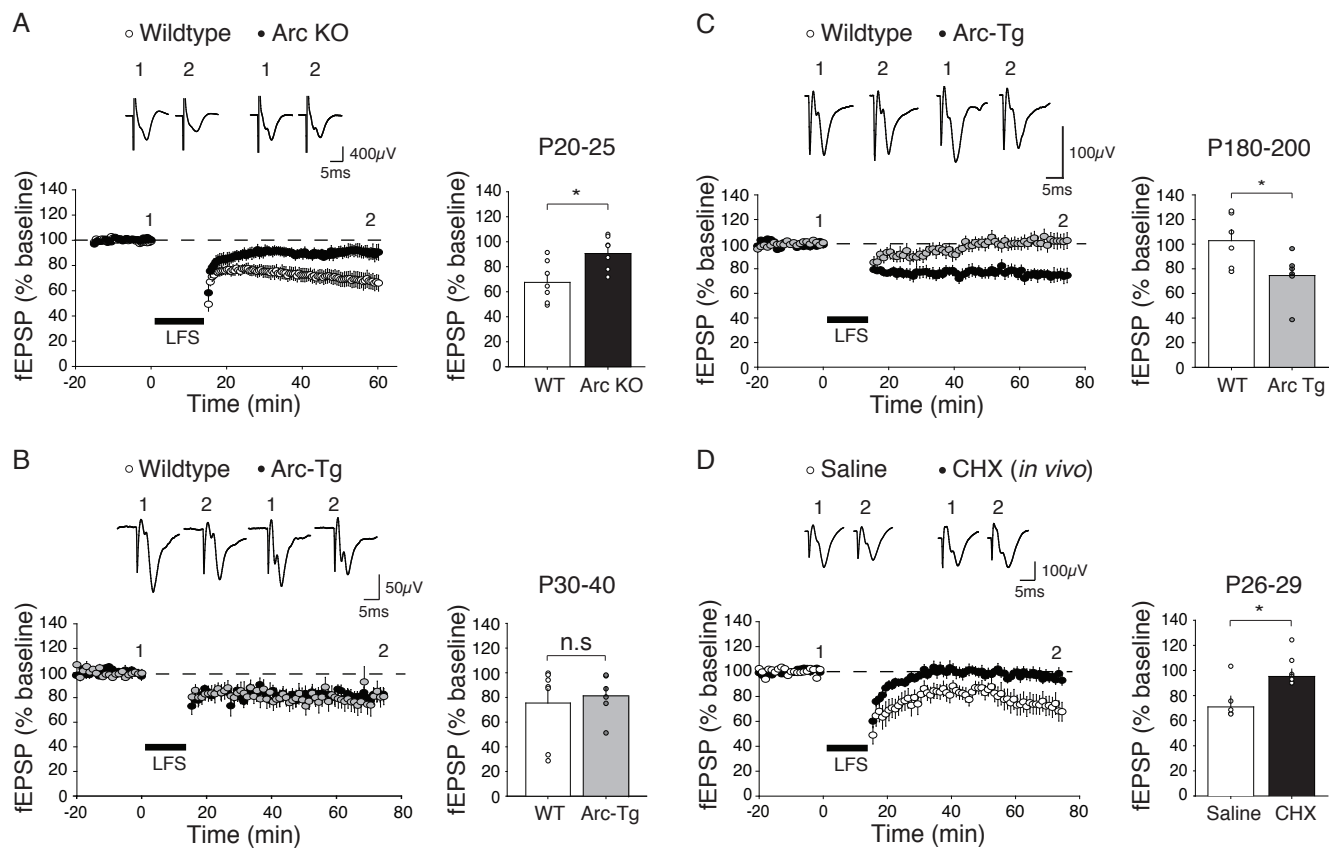 A
○ Wildtype ● Arc KO
1 2 1 2
400µV
5ms
P20-25
fEPSP (% baseline)
140
120
100
80
60
40
20
0
1
2
LFS
-20 0 20 40 60
Time (min)
fEPSP (% baseline)
140
120
100
80
60
40
20
0
*
WT Arc KO
B
○ Wildtype ● Arc-Tg
1 2 1 2
50µV
5ms
P30-40
fEPSP (% baseline)
140
120
100
80
60
40
20
0
1
2
LFS
-20 0 20 40 60 80
Time (min)
fEPSP (% baseline)
140
120
100
80
60
40
20
0
n.s
WT Arc-Tg
C
○ Wildtype ● Arc-Tg
1 2 1 2
100µV
5ms
P180-200
fEPSP (% baseline)
140
120
100
80
60
40
20
0
1
2
LFS
-20 0 20 40 60 80
Time (min)
fEPSP (% baseline)
140
120
100
80
60
40
20
0
*
WT Arc Tg
D
○ Saline ● CHX (in vivo)
1 2 1 2
100µV
5ms
P26-29
fEPSP (% baseline)
140
120
100
80
60
40
20
0
1
2
LFS
-20 0 20 40 60 80
Time (min)
fEPSP (% baseline)
140
120
100
80
60
40
20
0
*
Saline CHX